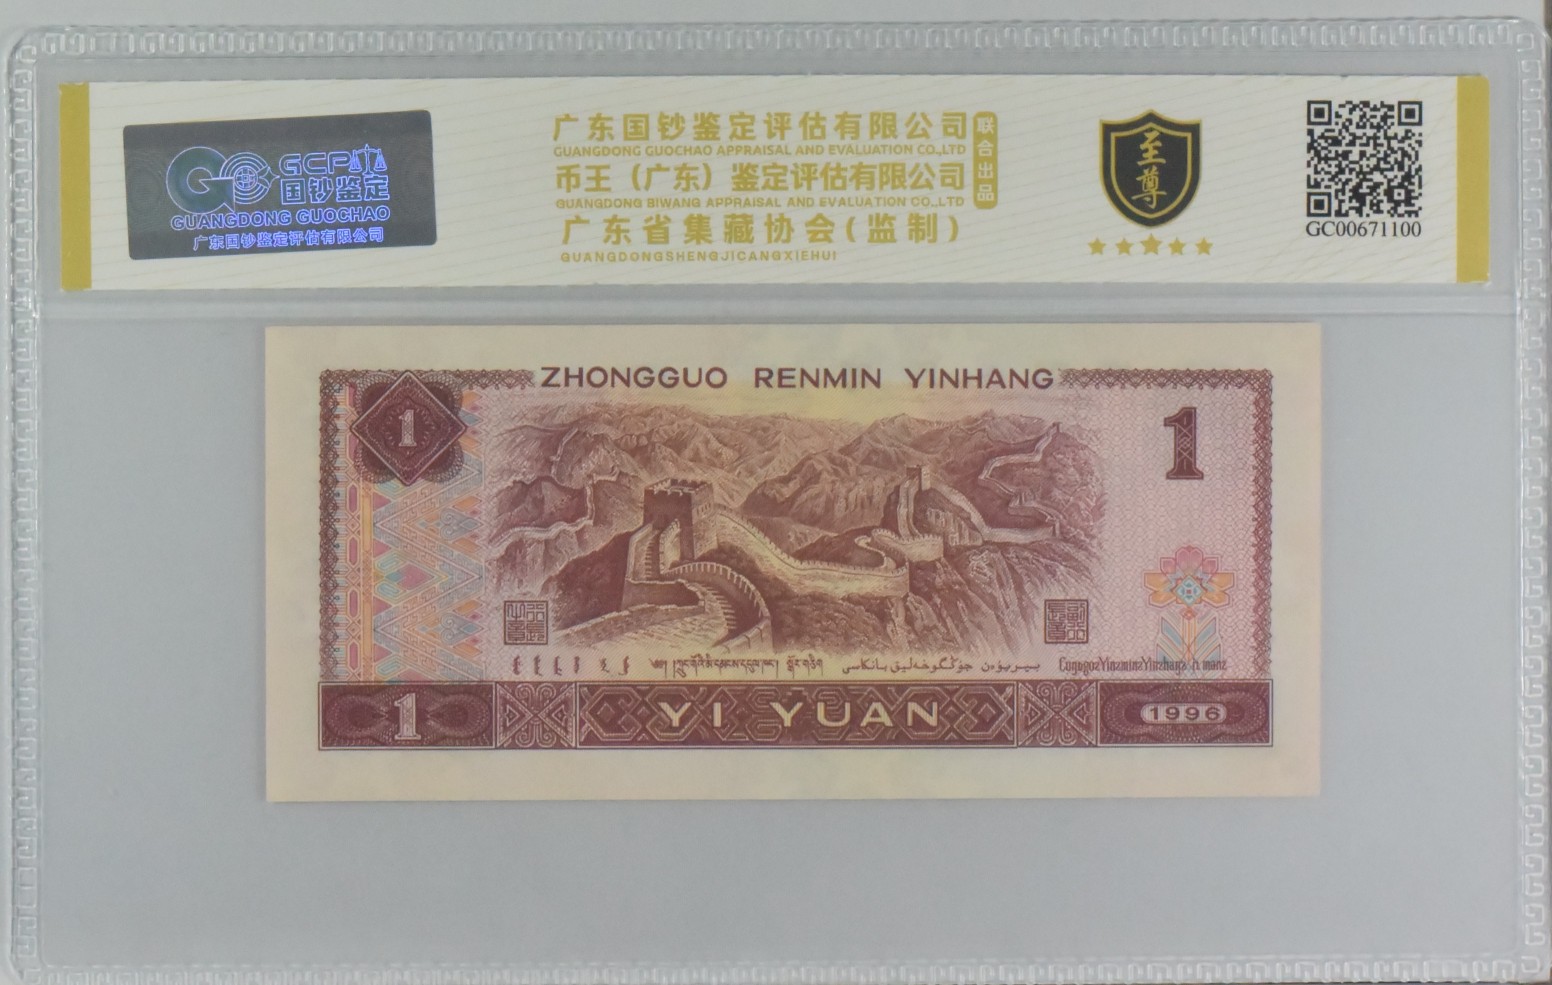 GCP
国钞鉴定
GUANGDONG GUOCHAO
广东国钞鉴定评估有限公司
广东国钞鉴定评估有限公司
GUANGDONG GUOCHAO APPRAISAL AND EVALUATION CO.,LTD
币王（广东）鉴定评估有限公司
GUANGDONG BIWANG APPRAISAL AND EVALUATION CO.,LTD
联合出品
广东省集藏协会(监制)
GUANGDONGSHENGJICANGXIEHUI
至尊
GC00671100
ZHONGGUO RENMIN YINHANG
1
1
1
YI YUAN
1996